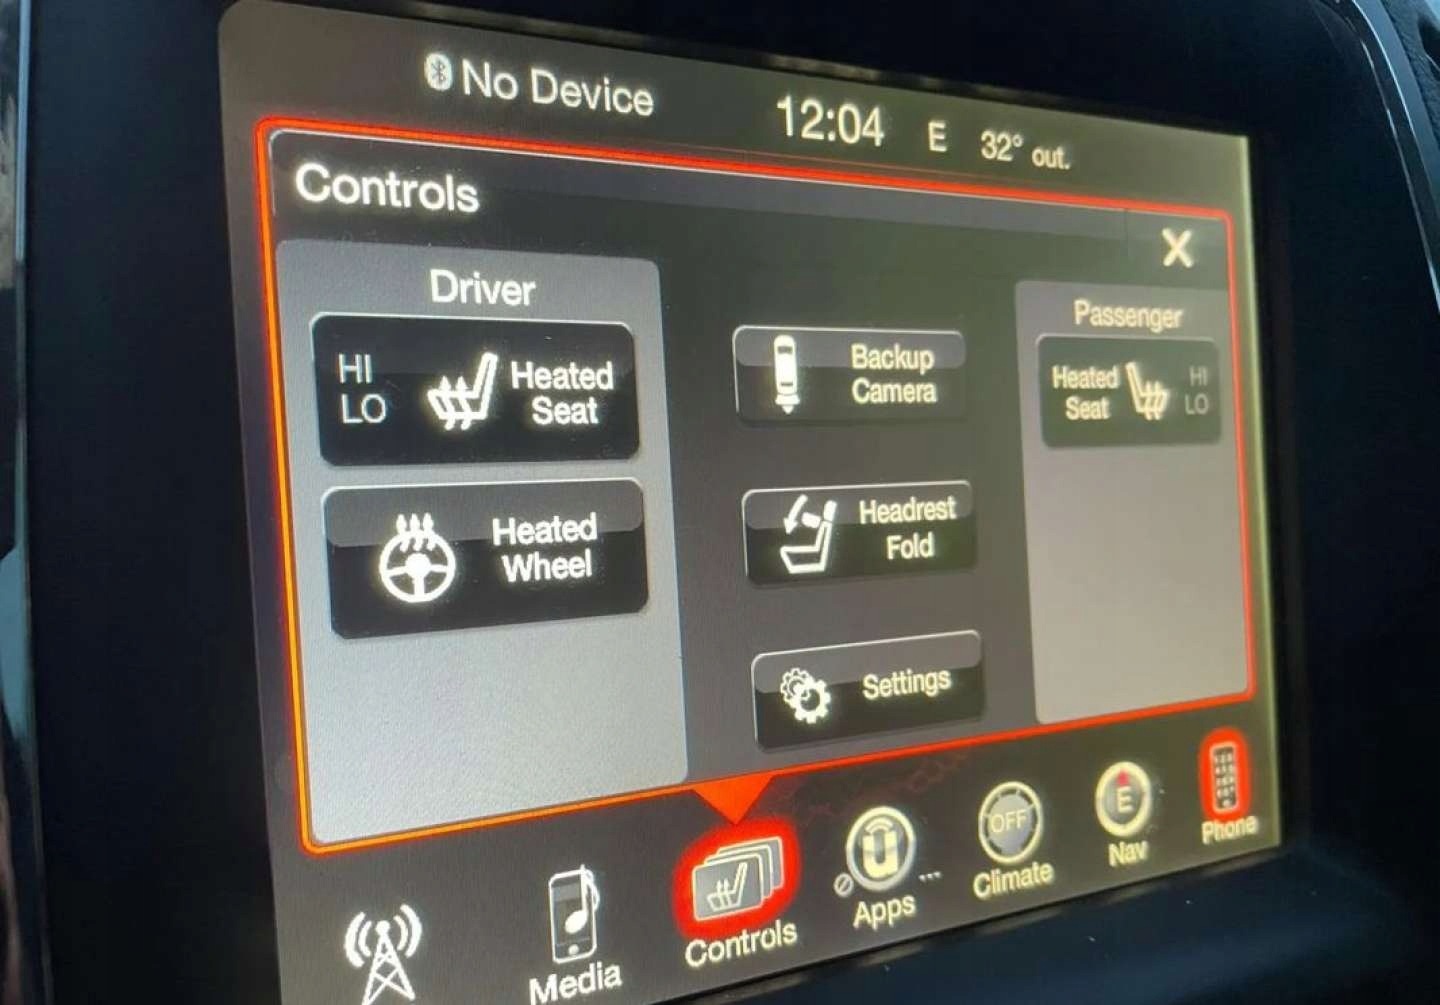 No Device
12:04
E
32° out.
Controls
X
Driver
HI
LO
Heated
Seat
Heated
Wheel
Backup
Camera
Headrest
Fold
Settings
Passenger
Heated
Seat
HI
LO
Media
Controls
Apps
OFF
Climate
E
Nav
Phone